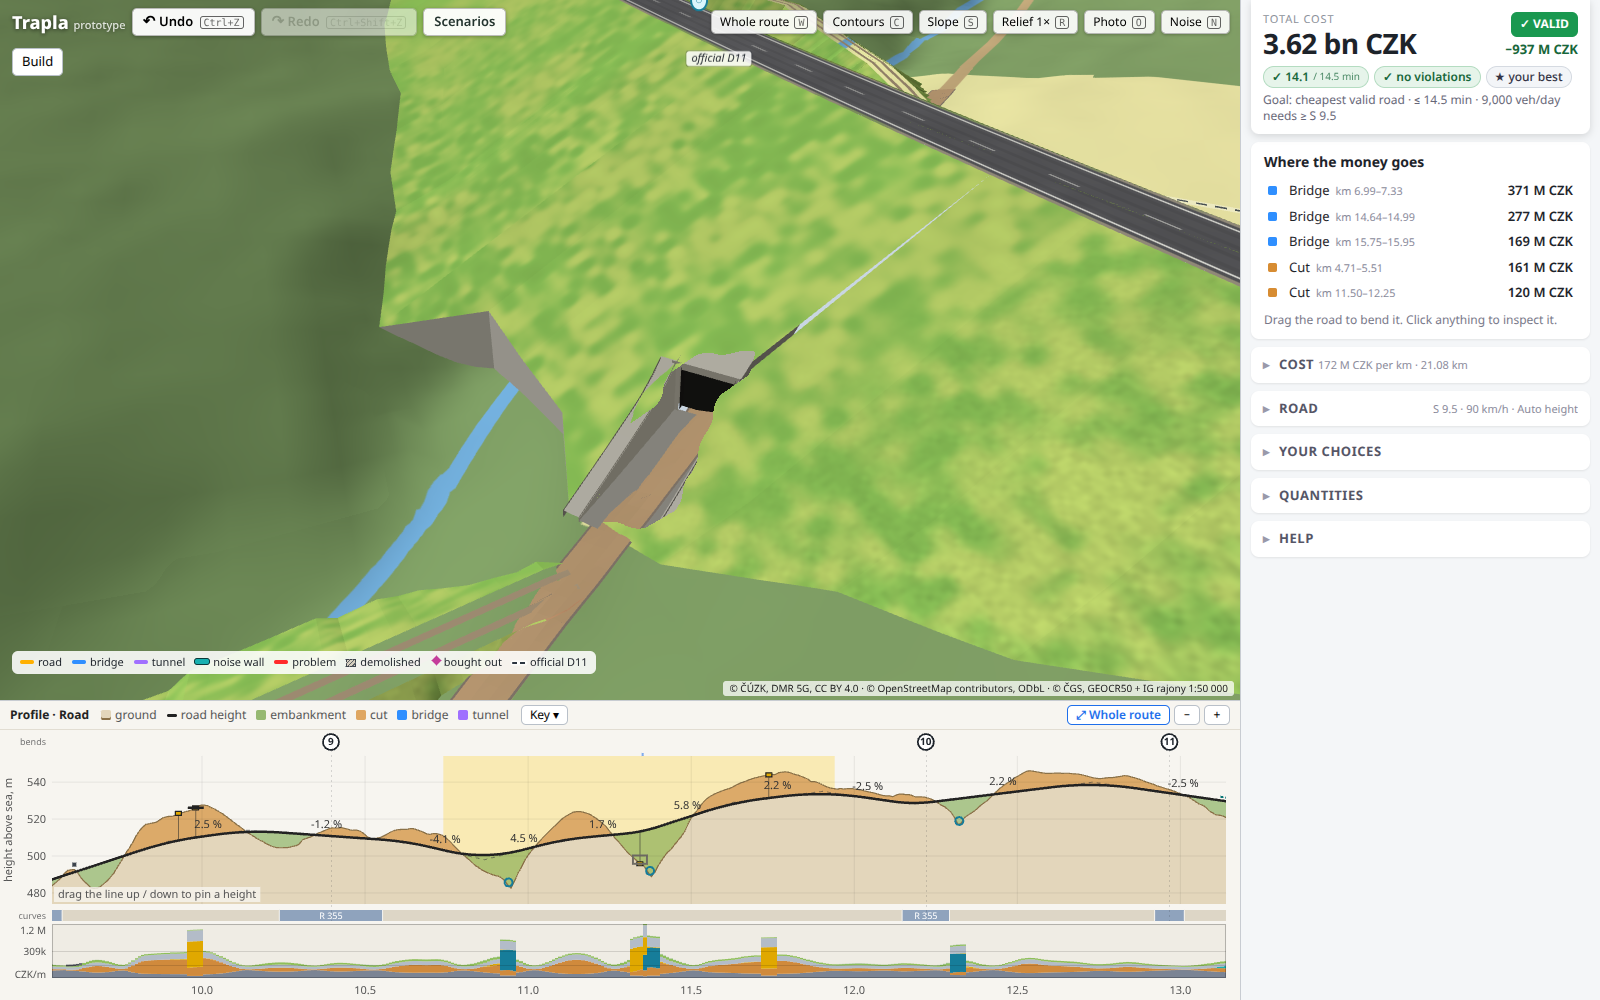 Trapla prototype
↶ Undo Ctrl+Z
↷ Redo Ctrl+Shift+Z
Scenarios
Whole route W
Contours C
Slope S
Relief 1× R
Photo O
Noise N
Build
official D11
road
bridge
tunnel
noise wall
problem
demolished
bought out
official D11
© ČÚZK, DMR 5G, CC BY 4.0 · © OpenStreetMap contributors, ODbL · © ČGS, GEOCR50 + IG rajony 1:50 000
TOTAL COST
✓ VALID
3.62 bn CZK
−937 M CZK
✓ 14.1 / 14.5 min
✓ no violations
★ your best
Goal: cheapest valid road · ≤ 14.5 min · 9,000 veh/day
needs ≥ S 9.5
Where the money goes
Bridge km 6.99–7.33 371 M CZK
Bridge km 14.64–14.99 277 M CZK
Bridge km 15.75–15.95 169 M CZK
Cut km 4.71–5.51 161 M CZK
Cut km 11.50–12.25 120 M CZK
Drag the road to bend it. Click anything to inspect it.
▸ COST 172 M CZK per km · 21.08 km
▸ ROAD S 9.5 · 90 km/h · Auto height
▸ YOUR CHOICES
▸ QUANTITIES
▸ HELP
Profile · Road
ground
road height
embankment
cut
bridge
tunnel
Key ▾
⤢ Whole route
−
+
bends
9
10
11
height above sea, m
540
520
500
480
2.5 %
-1.2 %
-4.1 %
4.5 %
1.7 %
5.8 %
2.2 %
-2.5 %
2.2 %
-2.5 %
drag the line up / down to pin a height
curves
R 355
R 355
1.2 M
309k
CZK/m
10.0
10.5
11.0
11.5
12.0
12.5
13.0